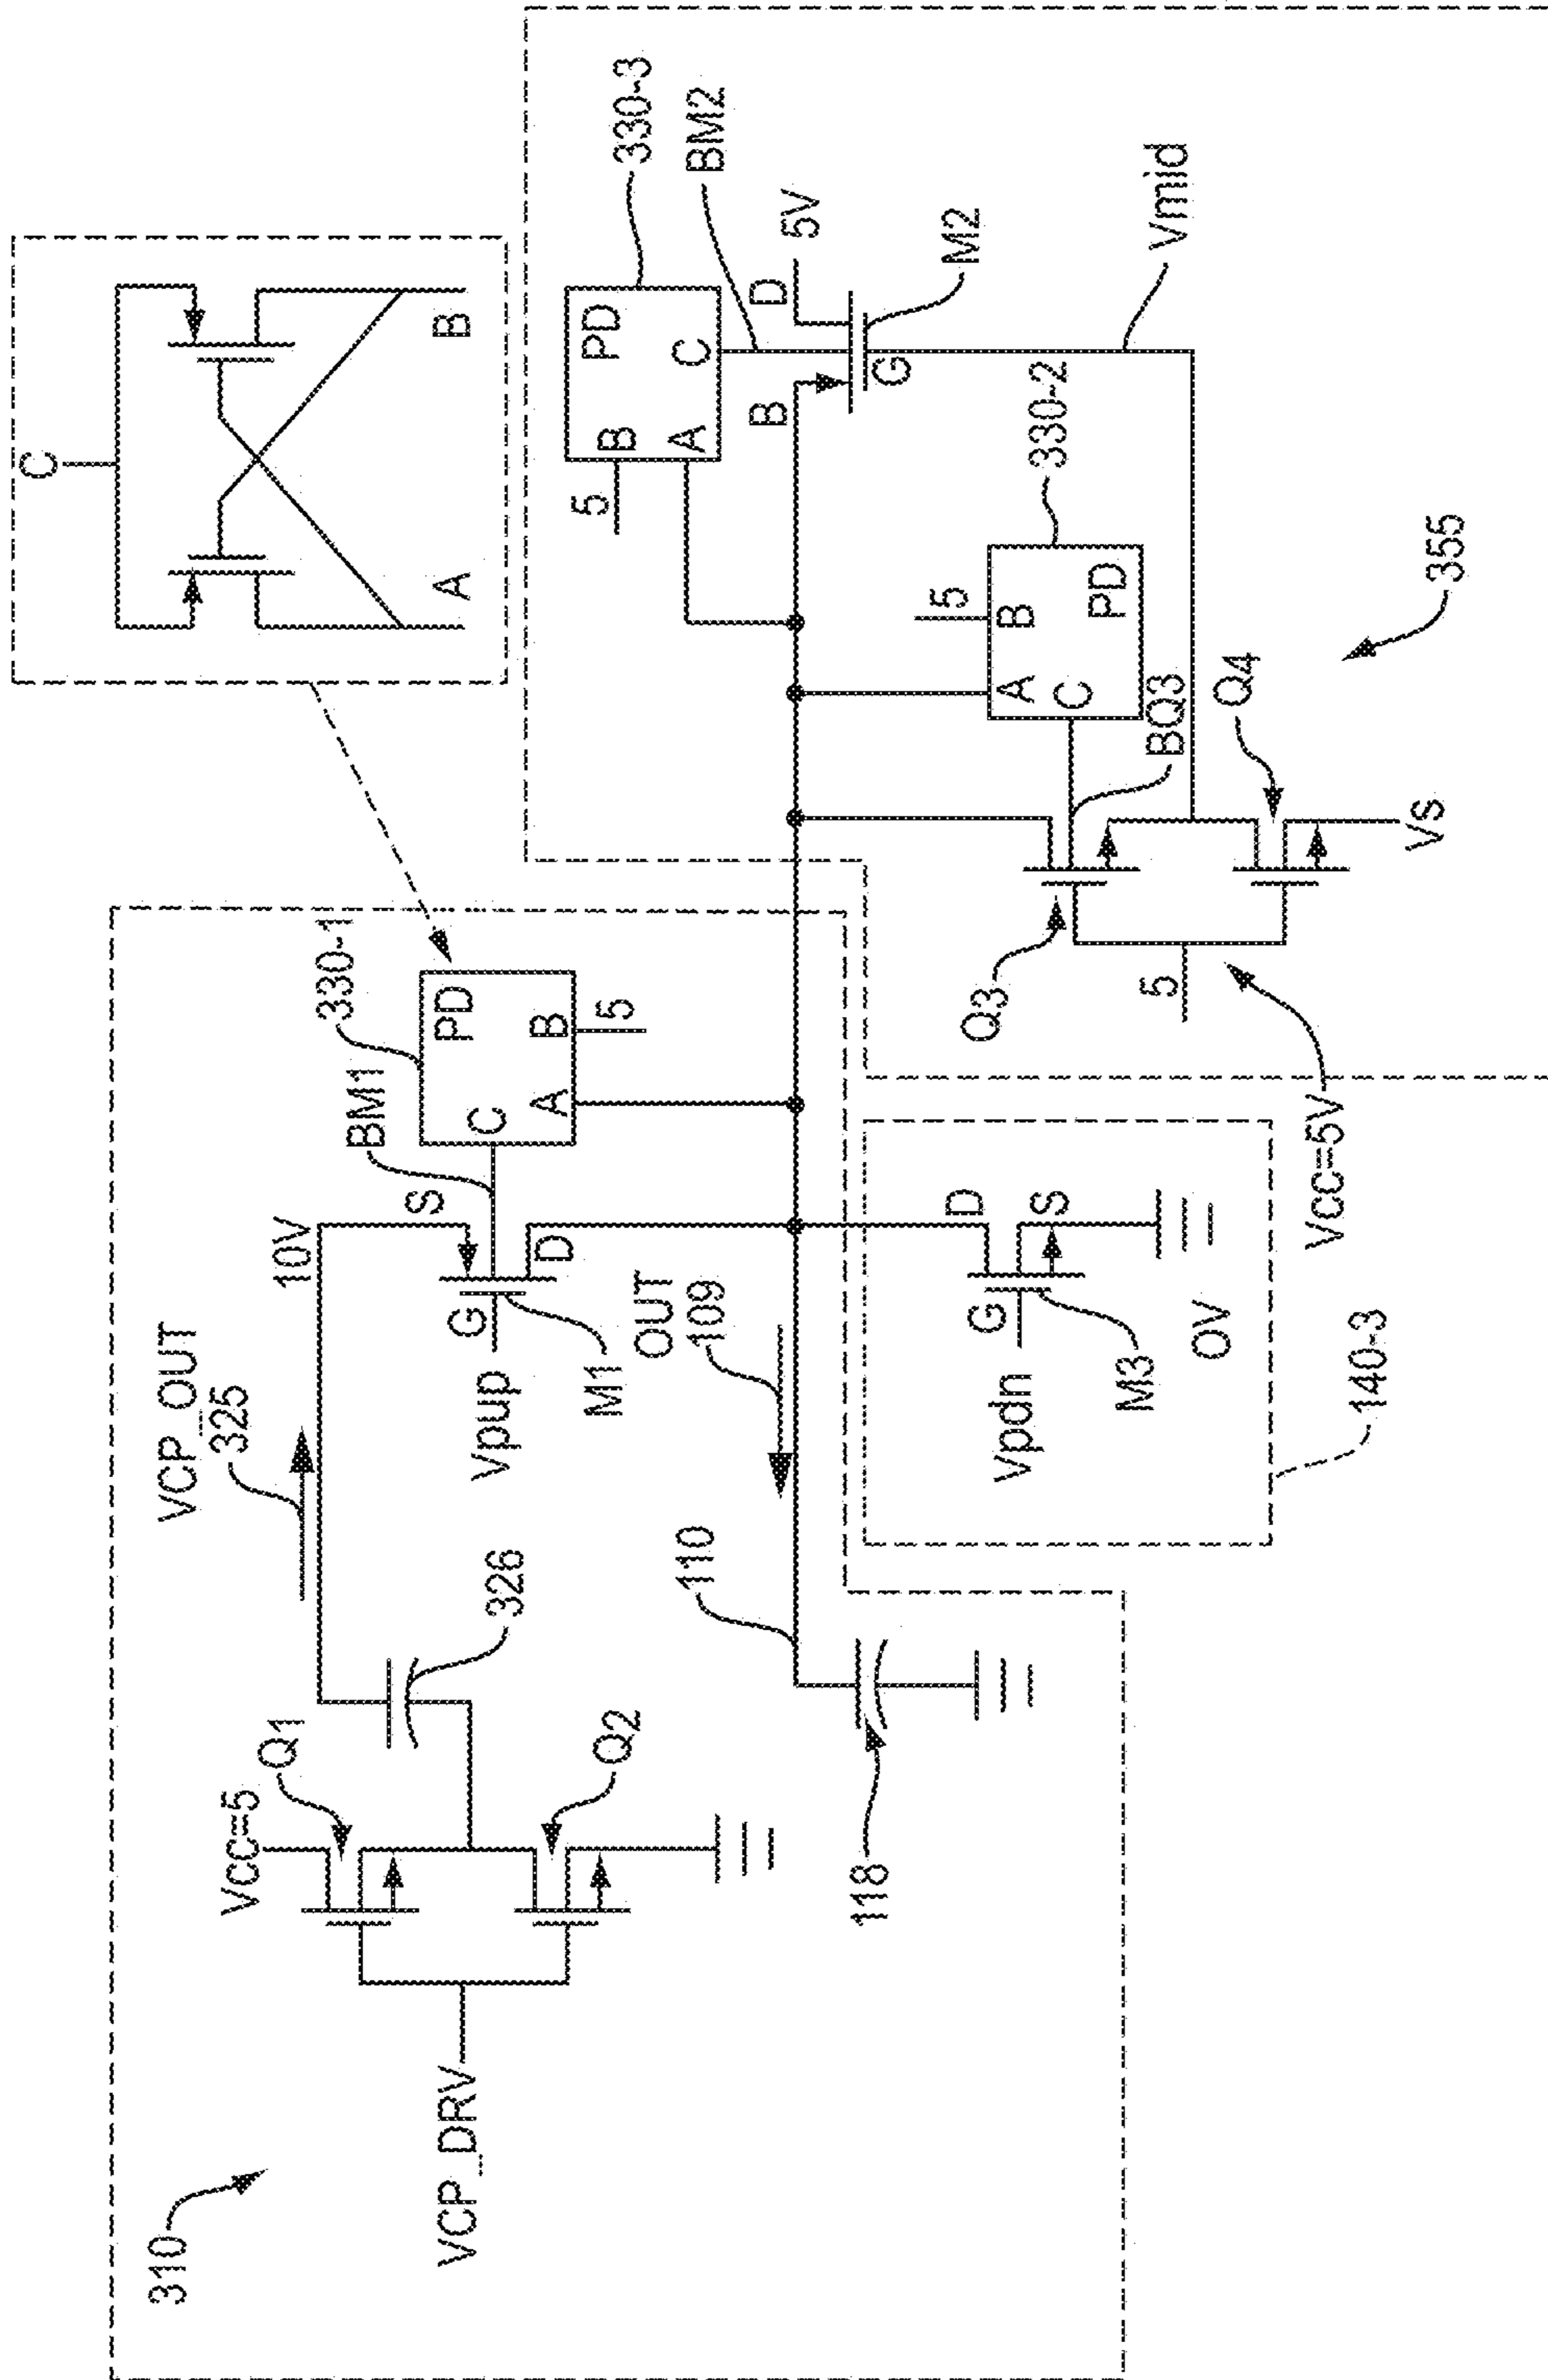 310
VCP_DRV
Vcc=5
Q1
Q2
326
VCP_OUT
325
10V
S
G
D
Vpup
M1
BM1
330-1
PD
C
A
B
5
OUT
109
110
118
C
A
B
Vpdn
G
D
S
M3
0V
140-3
330-3
PD
B
A
C
5
BM2
5V
D
B
G
M2
Vmid
330-2
5
A
B
C
PD
BQ3
Q3
Q4
5
Vs
Vcc=5V
355